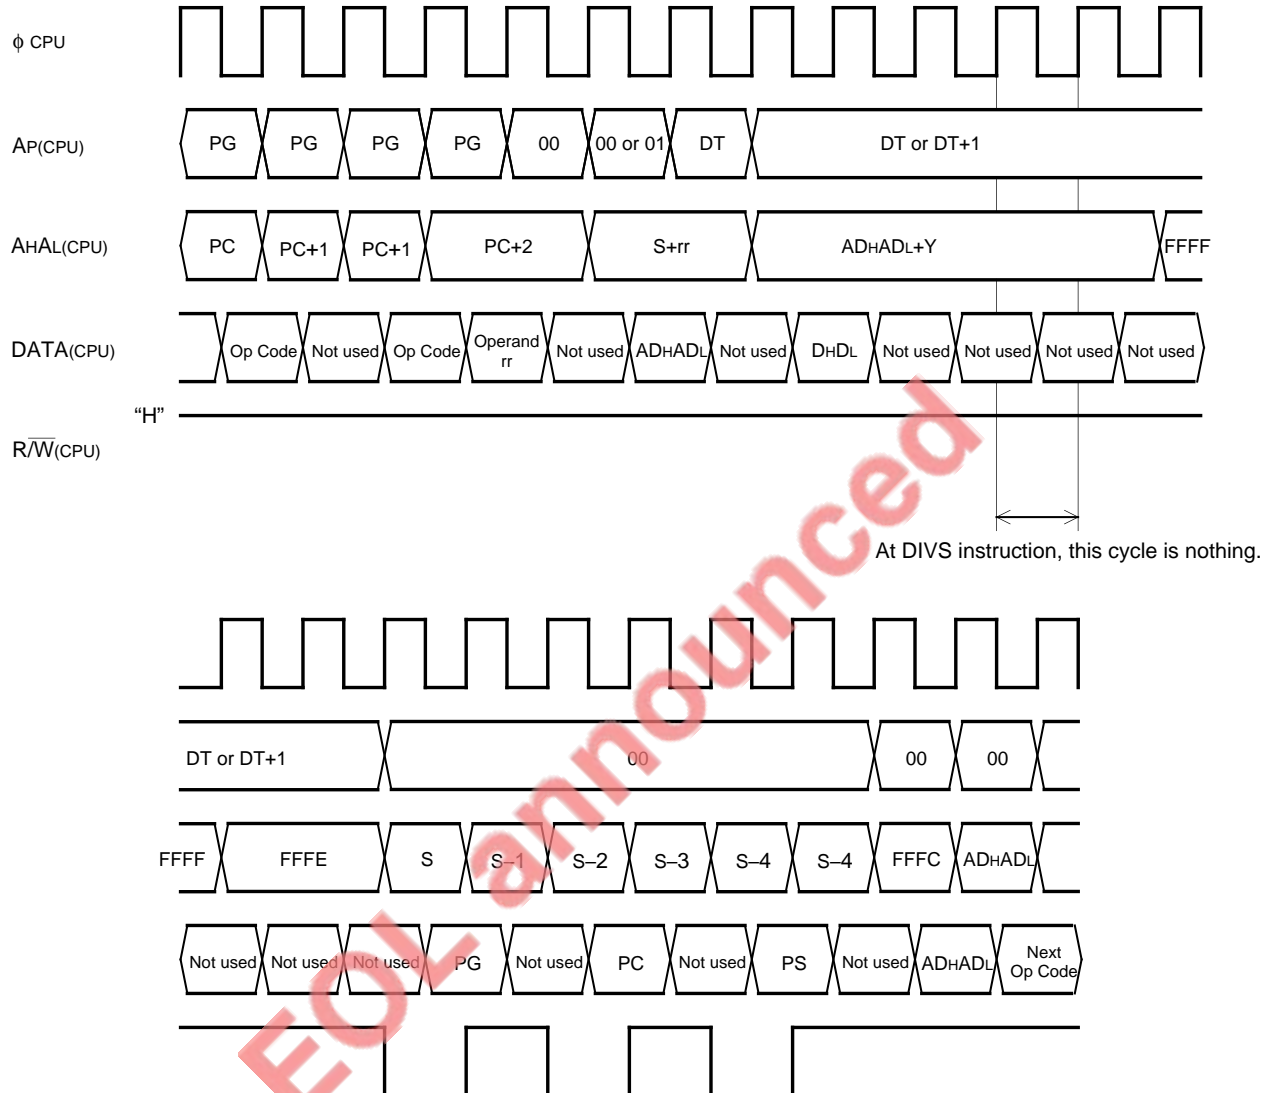 ϕ CPU
AP(CPU) PG PG PG PG 00 00 or 01 DT DT or DT+1
AHAL(CPU) PC PC+1 PC+1 PC+2 S+rr ADHADL+Y FFFF
DATA(CPU) Op Code Not used Op Code Operand rr Not used ADHADL Not used DHDL Not used Not used Not used Not used
“H”
R/W̅(CPU)
At DIVS instruction, this cycle is nothing.
DT or DT+1 00 00 00
FFFF FFFE S S–1 S–2 S–3 S–4 S–4 FFFC ADHADL
Not used Not used Not used PG Not used PC Not used PS Not used ADHADL Next Op Code
EOL announced